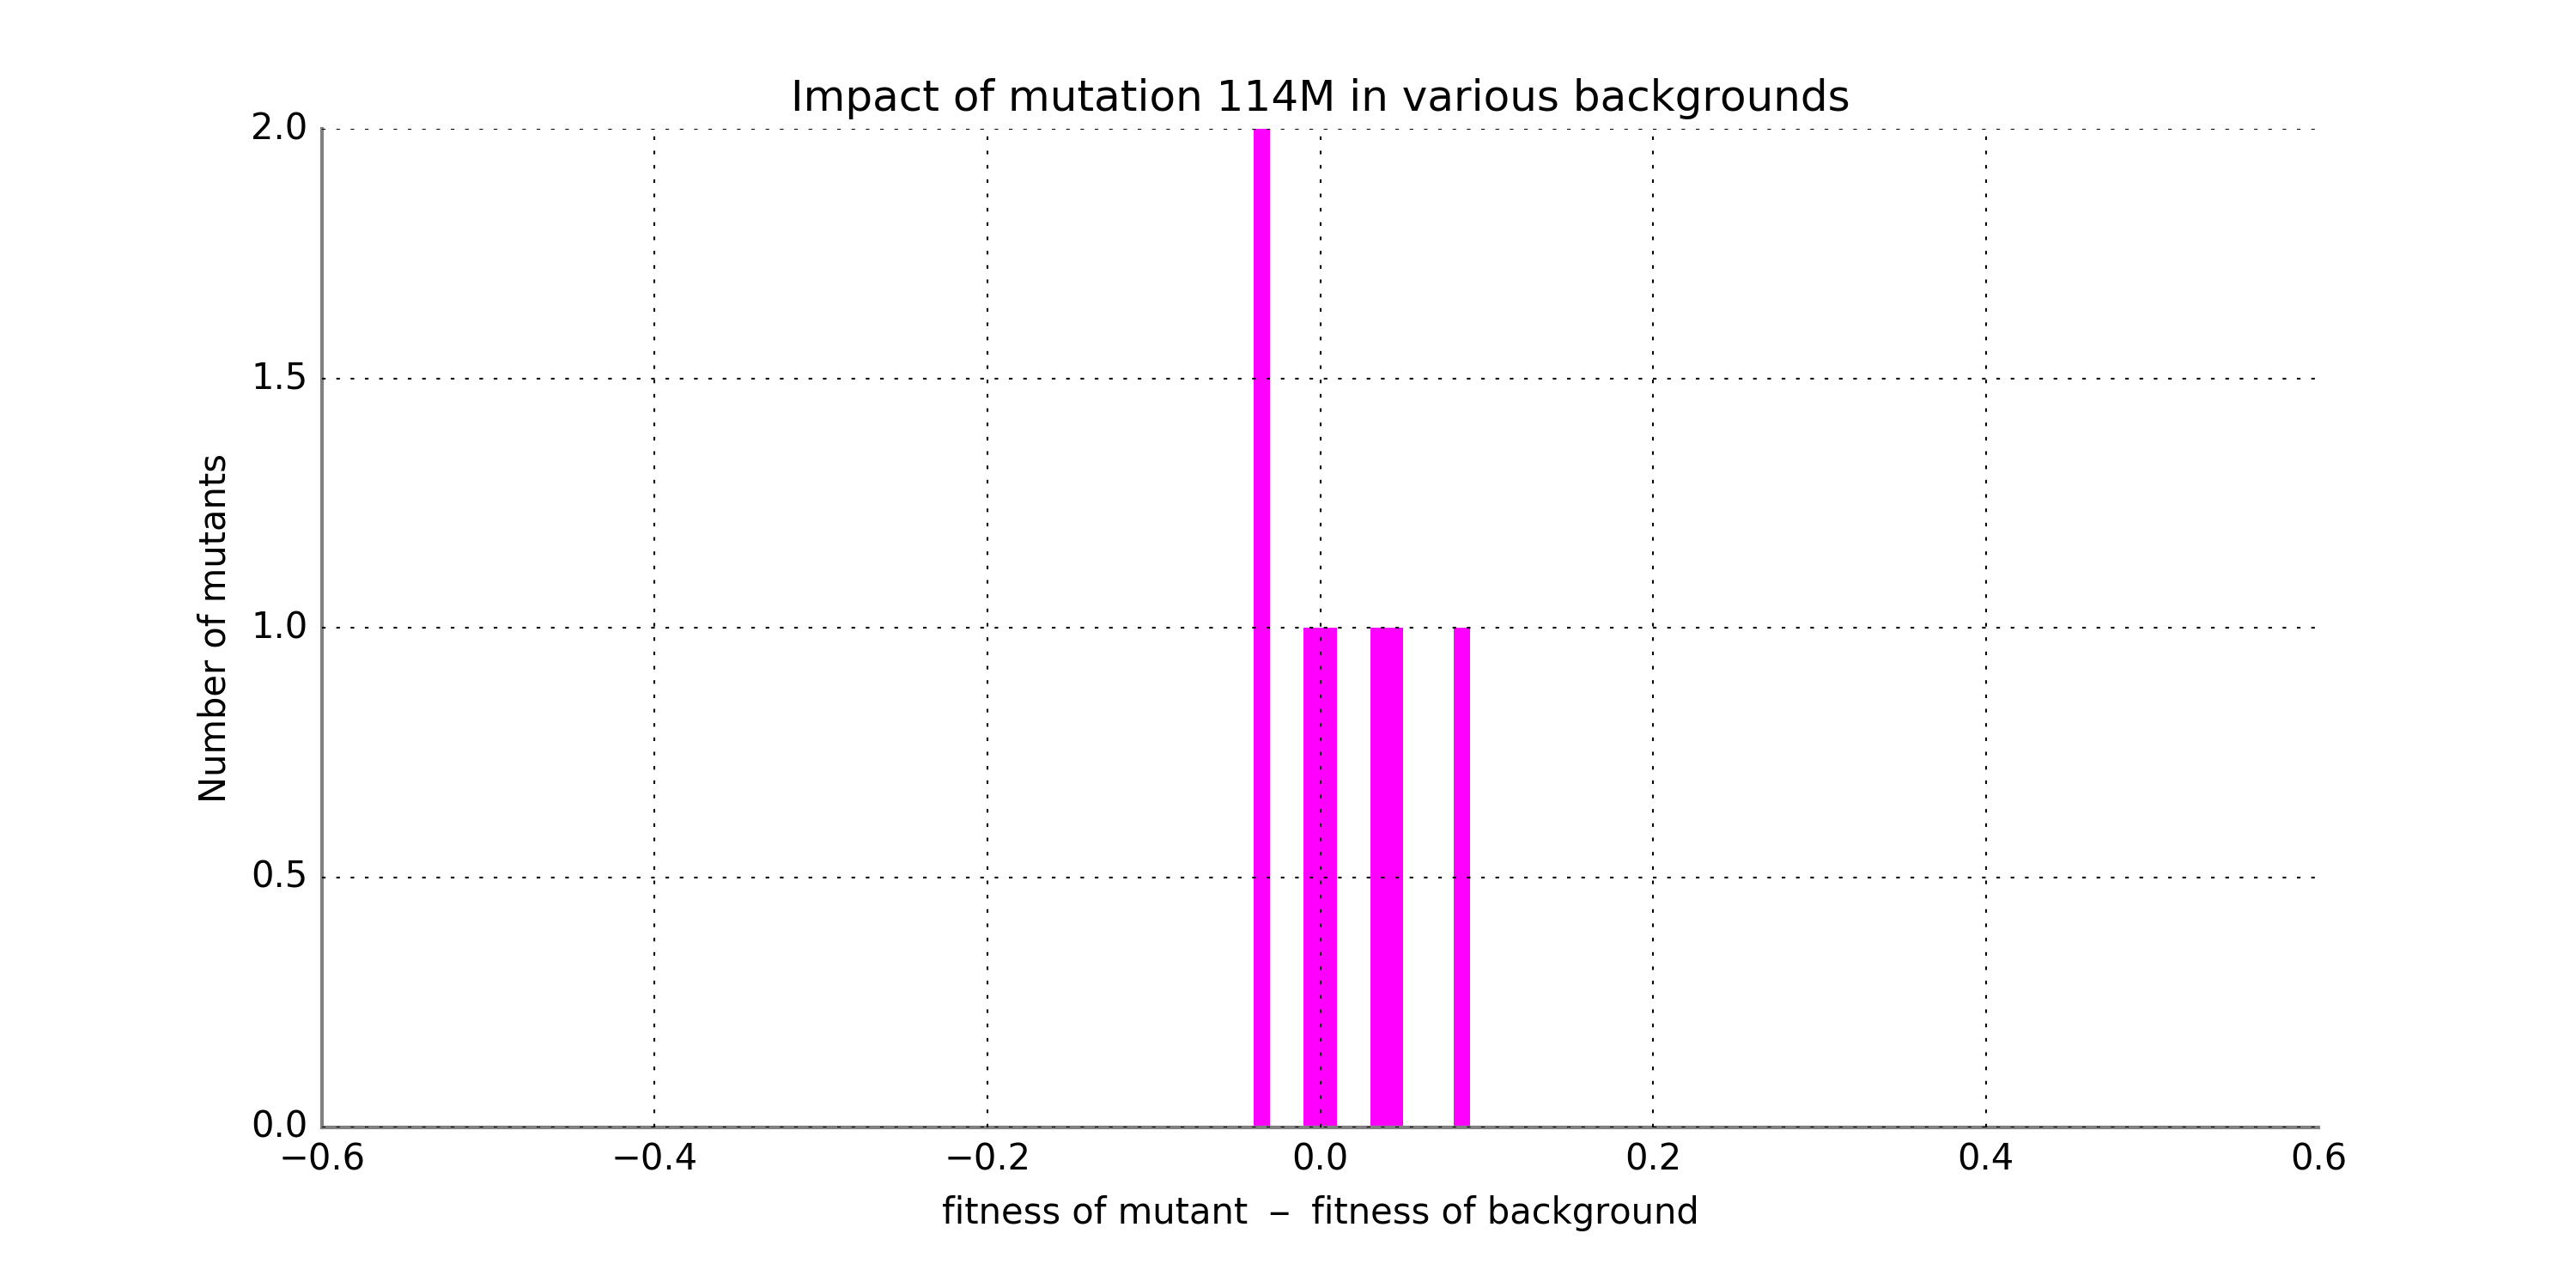 Impact of mutation 114M in various backgrounds
2.0
1.5
1.0
0.5
0.0
Number of mutants
−0.6 −0.4 −0.2 0.0 0.2 0.4 0.6
fitness of mutant − fitness of background